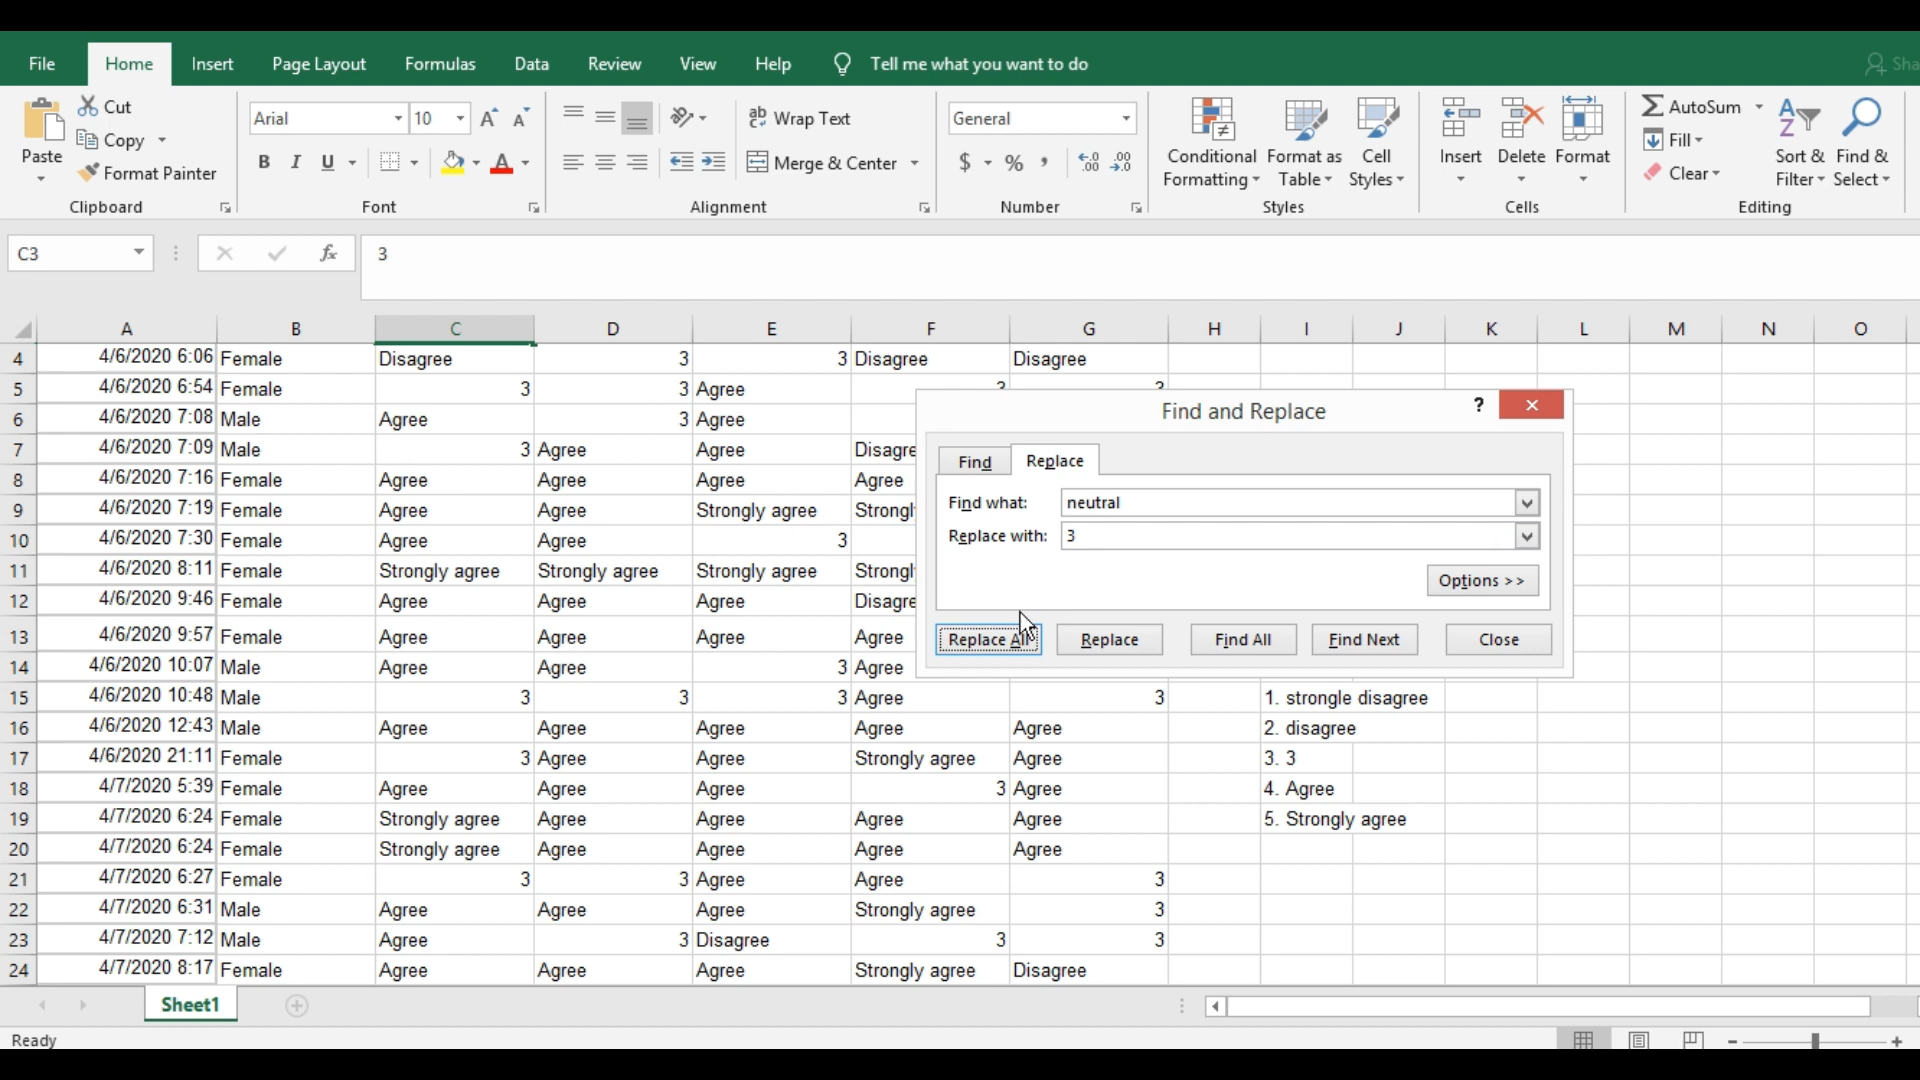 File Home Insert Page Layout Formulas Data Review View Help Tell me what you want to do Sha
Paste Cut Copy Format Painter Clipboard
Arial 10 B I U A Font
Wrap Text Merge & Center Alignment
General $ % , Number
Conditional Formatting Format as Table Cell Styles Styles
Insert Delete Format Cells
AutoSum Fill Clear Sort & Filter Find & Select Editing
C3 fx 3
A B C D E F G H I J K L M N O
4 4/6/2020 6:06 Female Disagree 3 3 Disagree Disagree
5 4/6/2020 6:54 Female 3 3 Agree
6 4/6/2020 7:08 Male Agree 3 Agree
7 4/6/2020 7:09 Male 3 Agree Agree Disagre
8 4/6/2020 7:16 Female Agree Agree Agree Agree
9 4/6/2020 7:19 Female Agree Agree Strongly agree Strongl
10 4/6/2020 7:30 Female Agree Agree 3
11 4/6/2020 8:11 Female Strongly agree Strongly agree Strongly agree Strongl
12 4/6/2020 9:46 Female Agree Agree Agree Disagre
13 4/6/2020 9:57 Female Agree Agree Agree Agree
14 4/6/2020 10:07 Male Agree Agree 3 Agree
15 4/6/2020 10:48 Male 3 3 3 Agree 3 1. strongle disagree
16 4/6/2020 12:43 Male Agree Agree Agree Agree Agree 2. disagree
17 4/6/2020 21:11 Female 3 Agree Agree Strongly agree Agree 3. 3
18 4/7/2020 5:39 Female Agree Agree Agree 3 Agree 4. Agree
19 4/7/2020 6:24 Female Strongly agree Agree Agree Agree Agree 5. Strongly agree
20 4/7/2020 6:24 Female Strongly agree Agree Agree Agree Agree
21 4/7/2020 6:27 Female 3 3 Agree Agree 3
22 4/7/2020 6:31 Male Agree Agree Agree Strongly agree 3
23 4/7/2020 7:12 Male Agree 3 Disagree 3 3
24 4/7/2020 8:17 Female Agree Agree Agree Strongly agree Disagree
Find and Replace ?
Find Replace
Find what: neutral
Replace with: 3
Options >>
Replace All Replace Find All Find Next Close
Sheet1
Ready